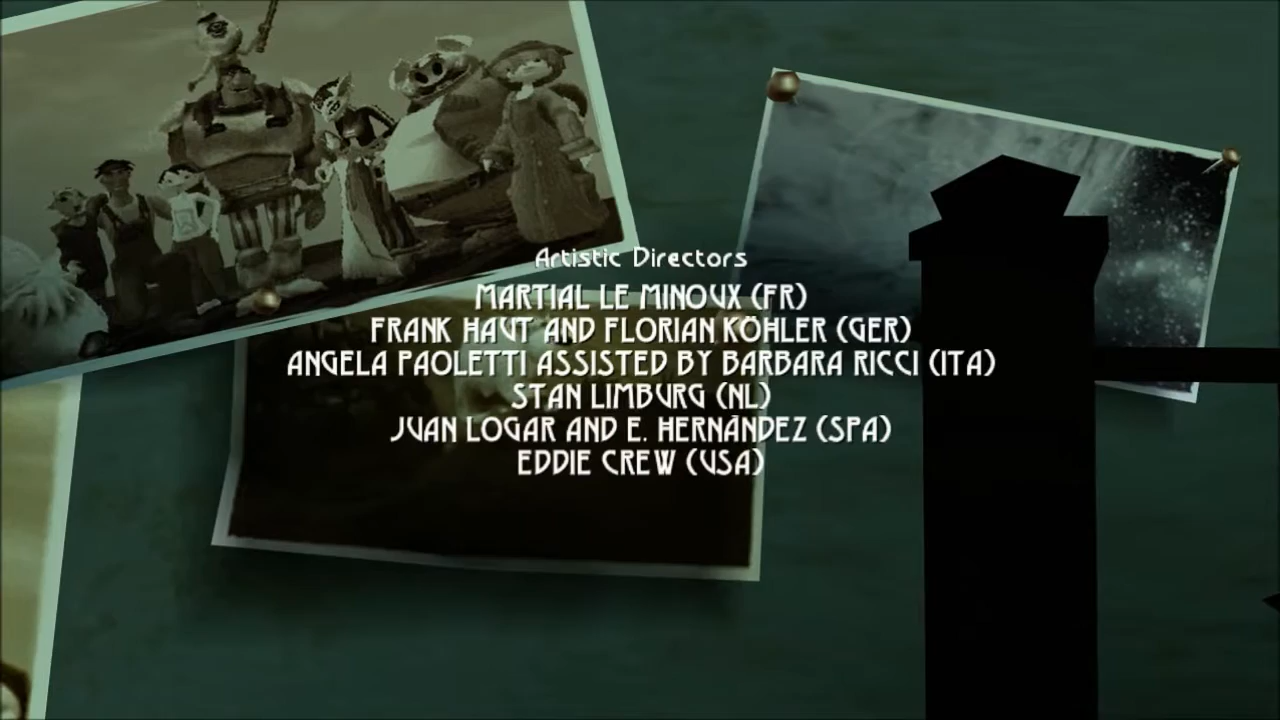 Artistic Directors
MARTIAL LE MINOUX (FR)
FRANK HAUT AND FLORIAN KÖHLER (GER)
ANGELA PAOLETTI ASSISTED BY BARBARA RICCI (ITA)
STAN LIMBURG (NL)
JUAN LOGAR AND E. HERNÀNDEZ (SPA)
EDDIE CREW (USA)